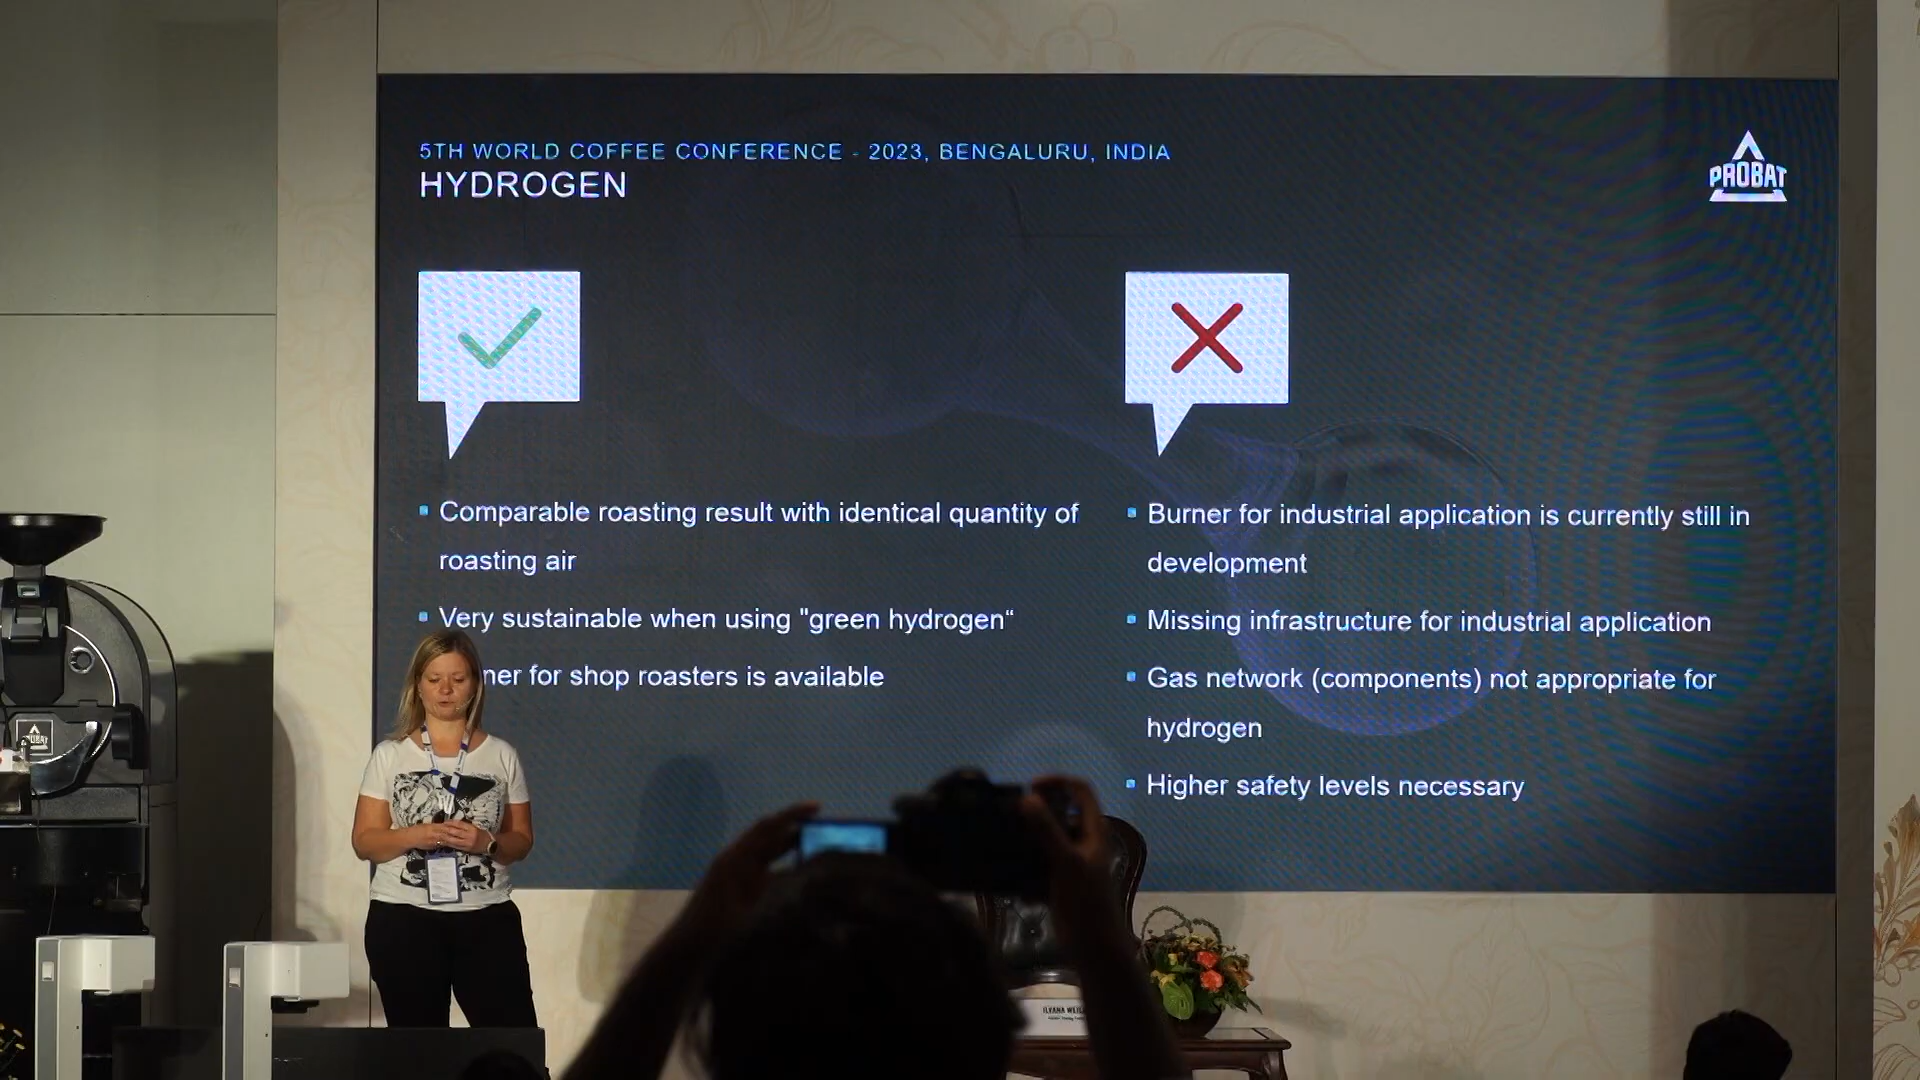 5TH WORLD COFFEE CONFERENCE - 2023, BENGALURU, INDIA
HYDROGEN
PROBAT
Comparable roasting result with identical quantity of
roasting air
Very sustainable when using "green hydrogen“
ner for shop roasters is available
Burner for industrial application is currently still in
development
Missing infrastructure for industrial application
Gas network (components) not appropriate for
hydrogen
Higher safety levels necessary
ILVANA